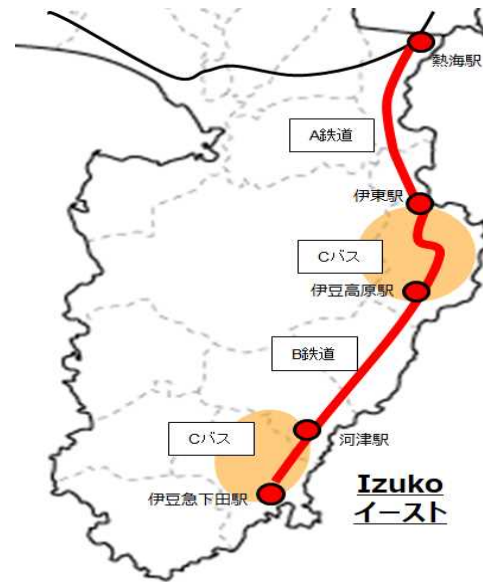 熱海駅
A鉄道
伊東駅
Cバス
伊豆高原駅
B鉄道
Cバス
河津駅
伊豆急下田駅
Izuko
イースト